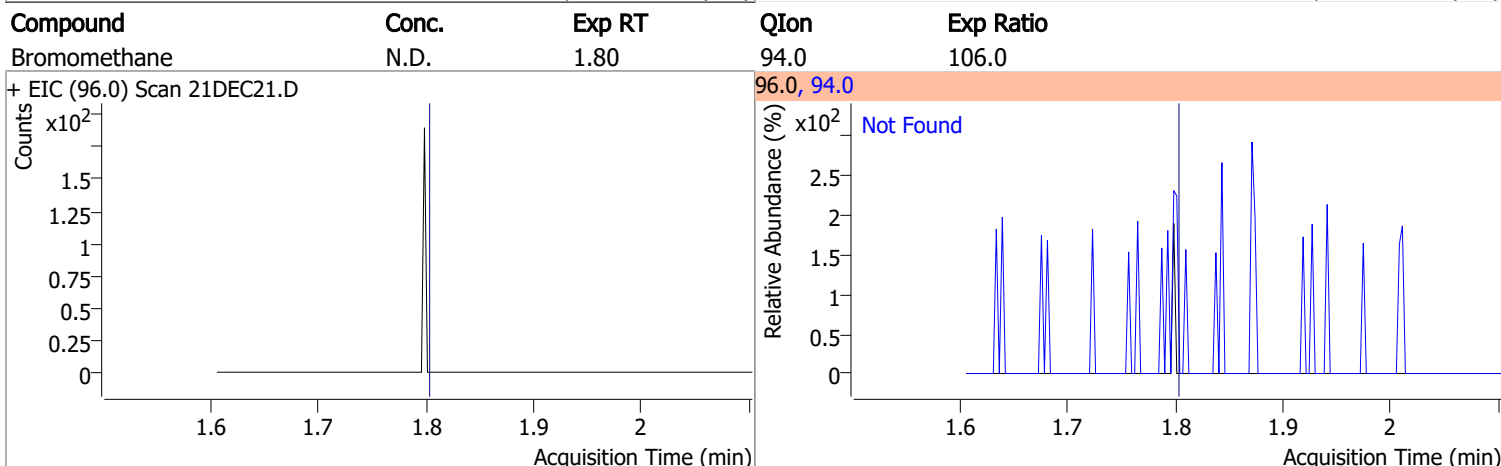 Compound Conc. Exp RT QIon Exp Ratio
Bromomethane N.D. 1.80 94.0 106.0
+ EIC (96.0) Scan 21DEC21.D
Counts
x10²
1.5
1.25
1
0.75
0.5
0.25
0
1.6 1.7 1.8 1.9 2
Acquisition Time (min)
96.0, 94.0
Relative Abundance (%)
x10²
Not Found
2.5
2
1.5
1
0.5
0
1.6 1.7 1.8 1.9 2
Acquisition Time (min)